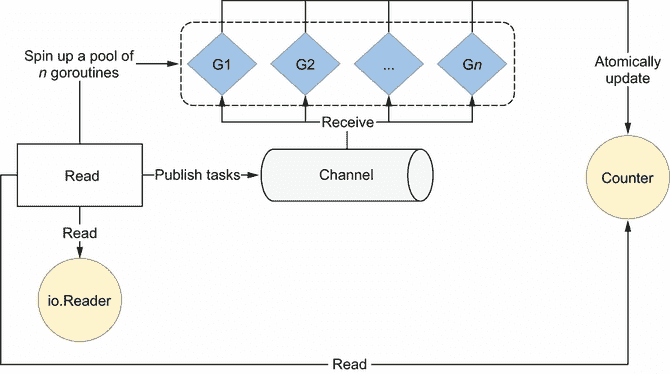 Spin up a pool of
n goroutines
G1
G2
...
Gn
Atomically
update
Receive
Read
Publish tasks
Channel
Counter
Read
io.Reader
Read